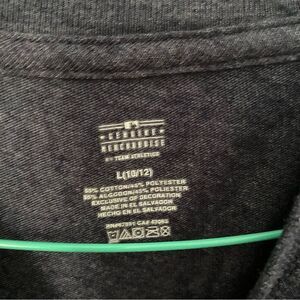 GENUINE
MERCHANDISE
BY TEAM ATHLETICS
L(10/12)
55% COTTON/45% POLYESTER
55% ALGODON/45% POLIESTER
EXCLUSIVE OF DECORATION
MADE IN EL SALVADOR
HECHO EN EL SALVADOR